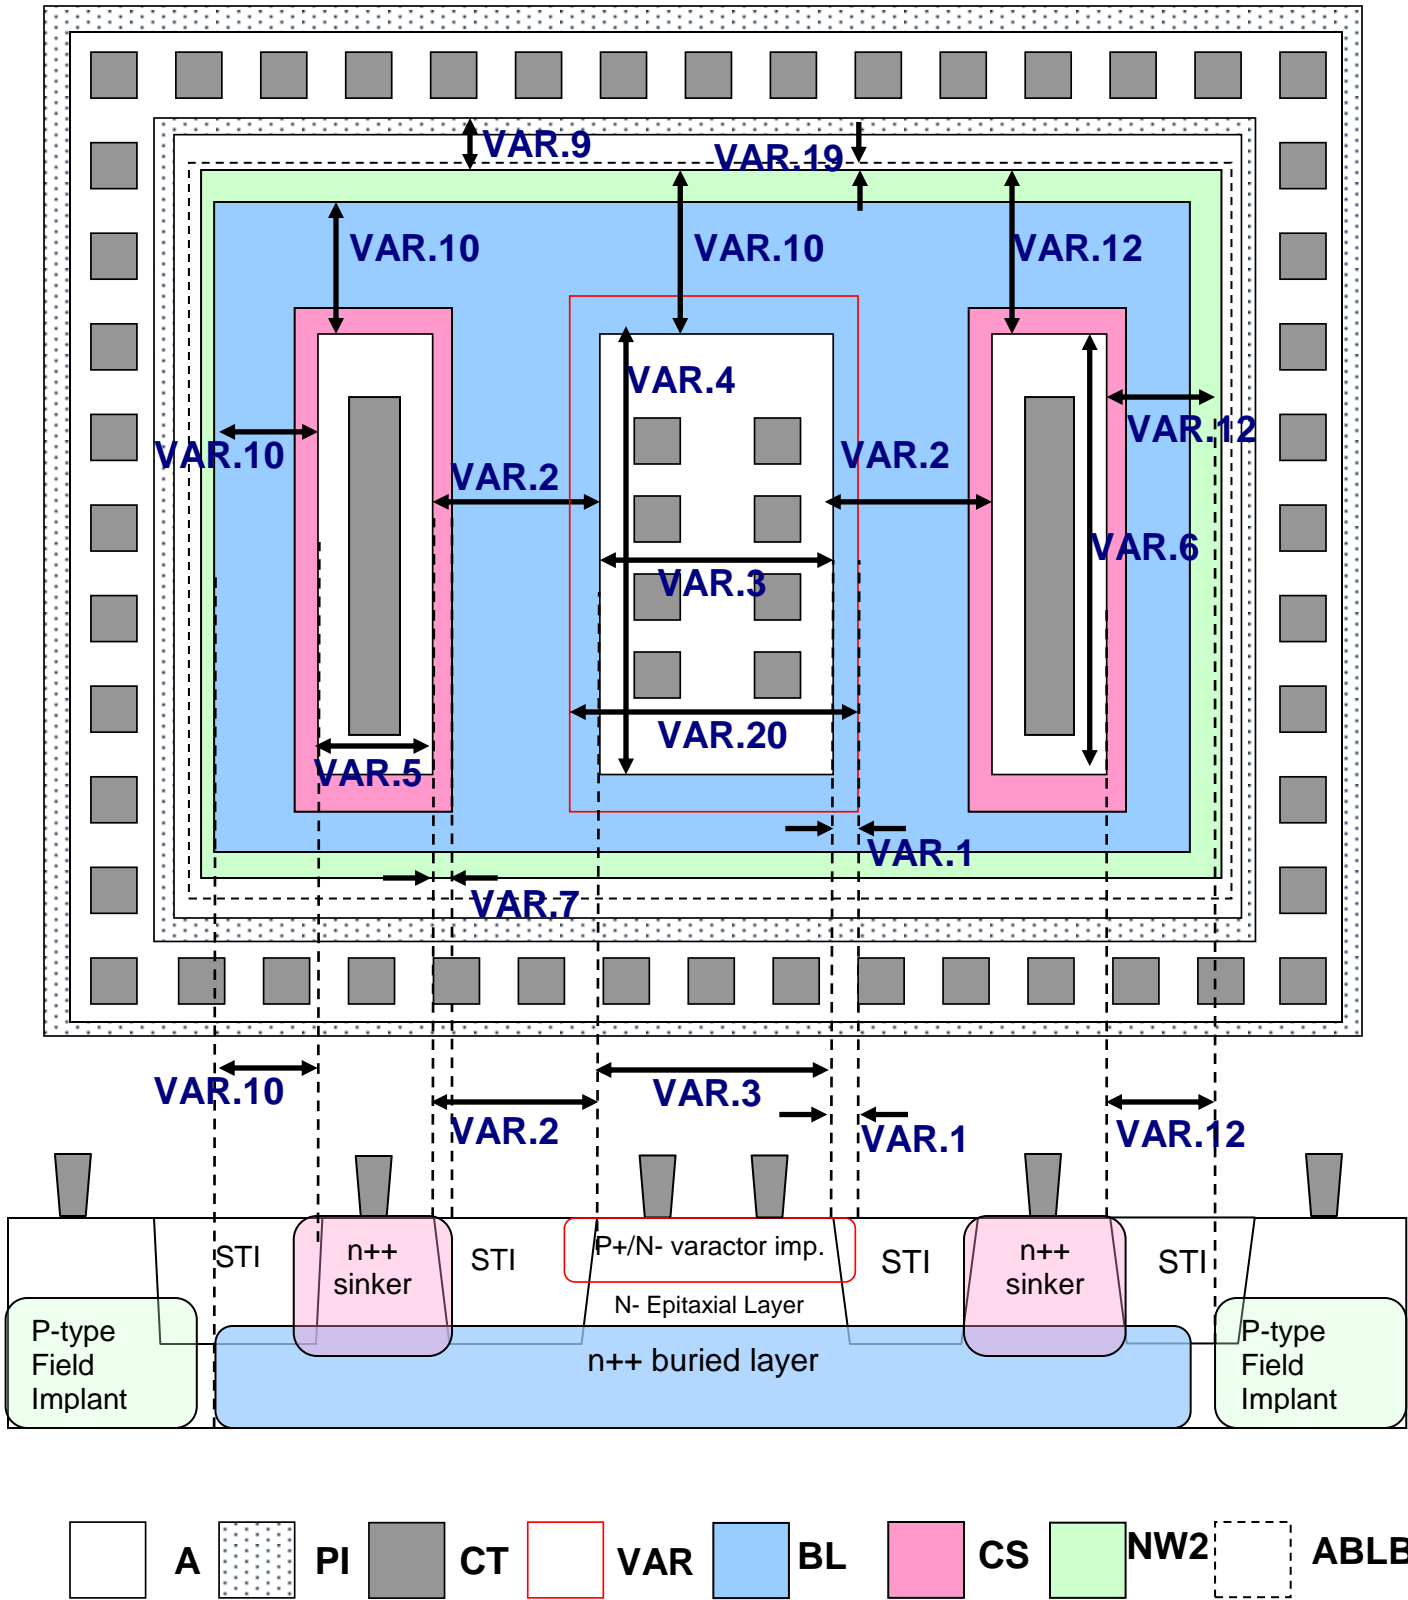 VAR.9
VAR.19
VAR.10
VAR.10
VAR.12
VAR.4
VAR.10
VAR.2
VAR.2
VAR.12
VAR.6
VAR.3
VAR.20
VAR.5
VAR.1
VAR.7
VAR.10
VAR.3
VAR.2
VAR.1
VAR.12
STI
n++
sinker
STI
P+/N- varactor imp.
STI
n++
sinker
STI
N- Epitaxial Layer
P-type
Field
Implant
n++ buried layer
P-type
Field
Implant
A
PI
CT
VAR
BL
CS
NW2
ABLB